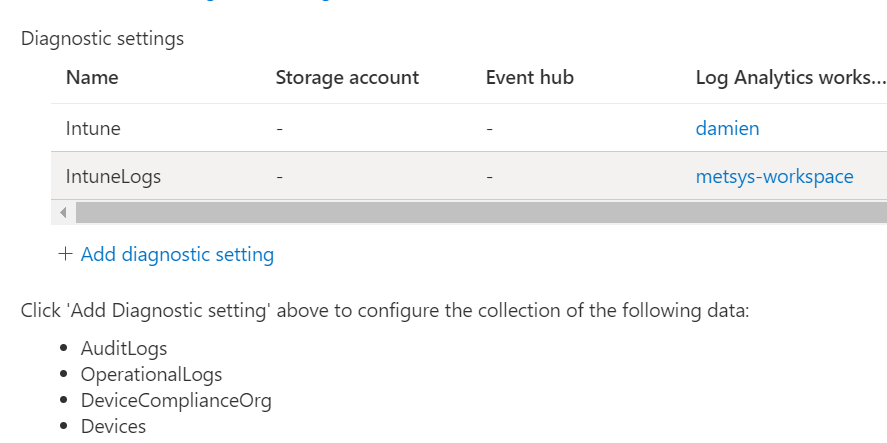 Diagnostic settings
Name Storage account Event hub Log Analytics works...
Intune - - damien
IntuneLogs - - metsys-workspace
+ Add diagnostic setting
Click 'Add Diagnostic setting' above to configure the collection of the following data:
• AuditLogs
• OperationalLogs
• DeviceComplianceOrg
• Devices